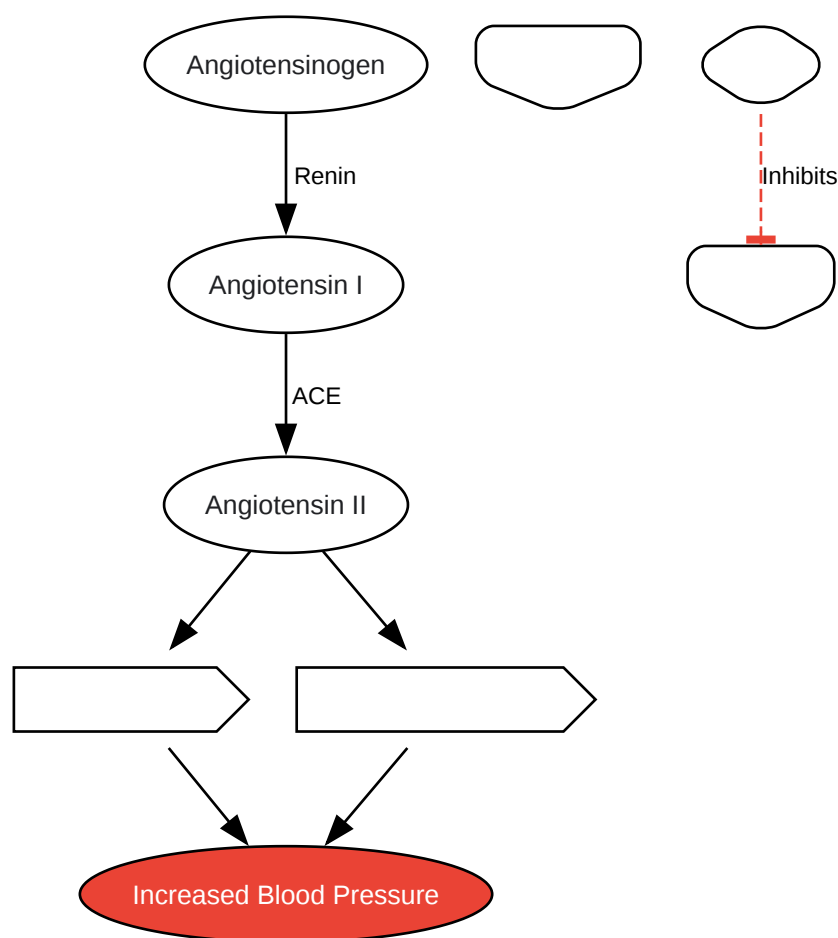 Angiotensinogen
Renin
Inhibits
Angiotensin I
ACE
Angiotensin II
Increased Blood Pressure